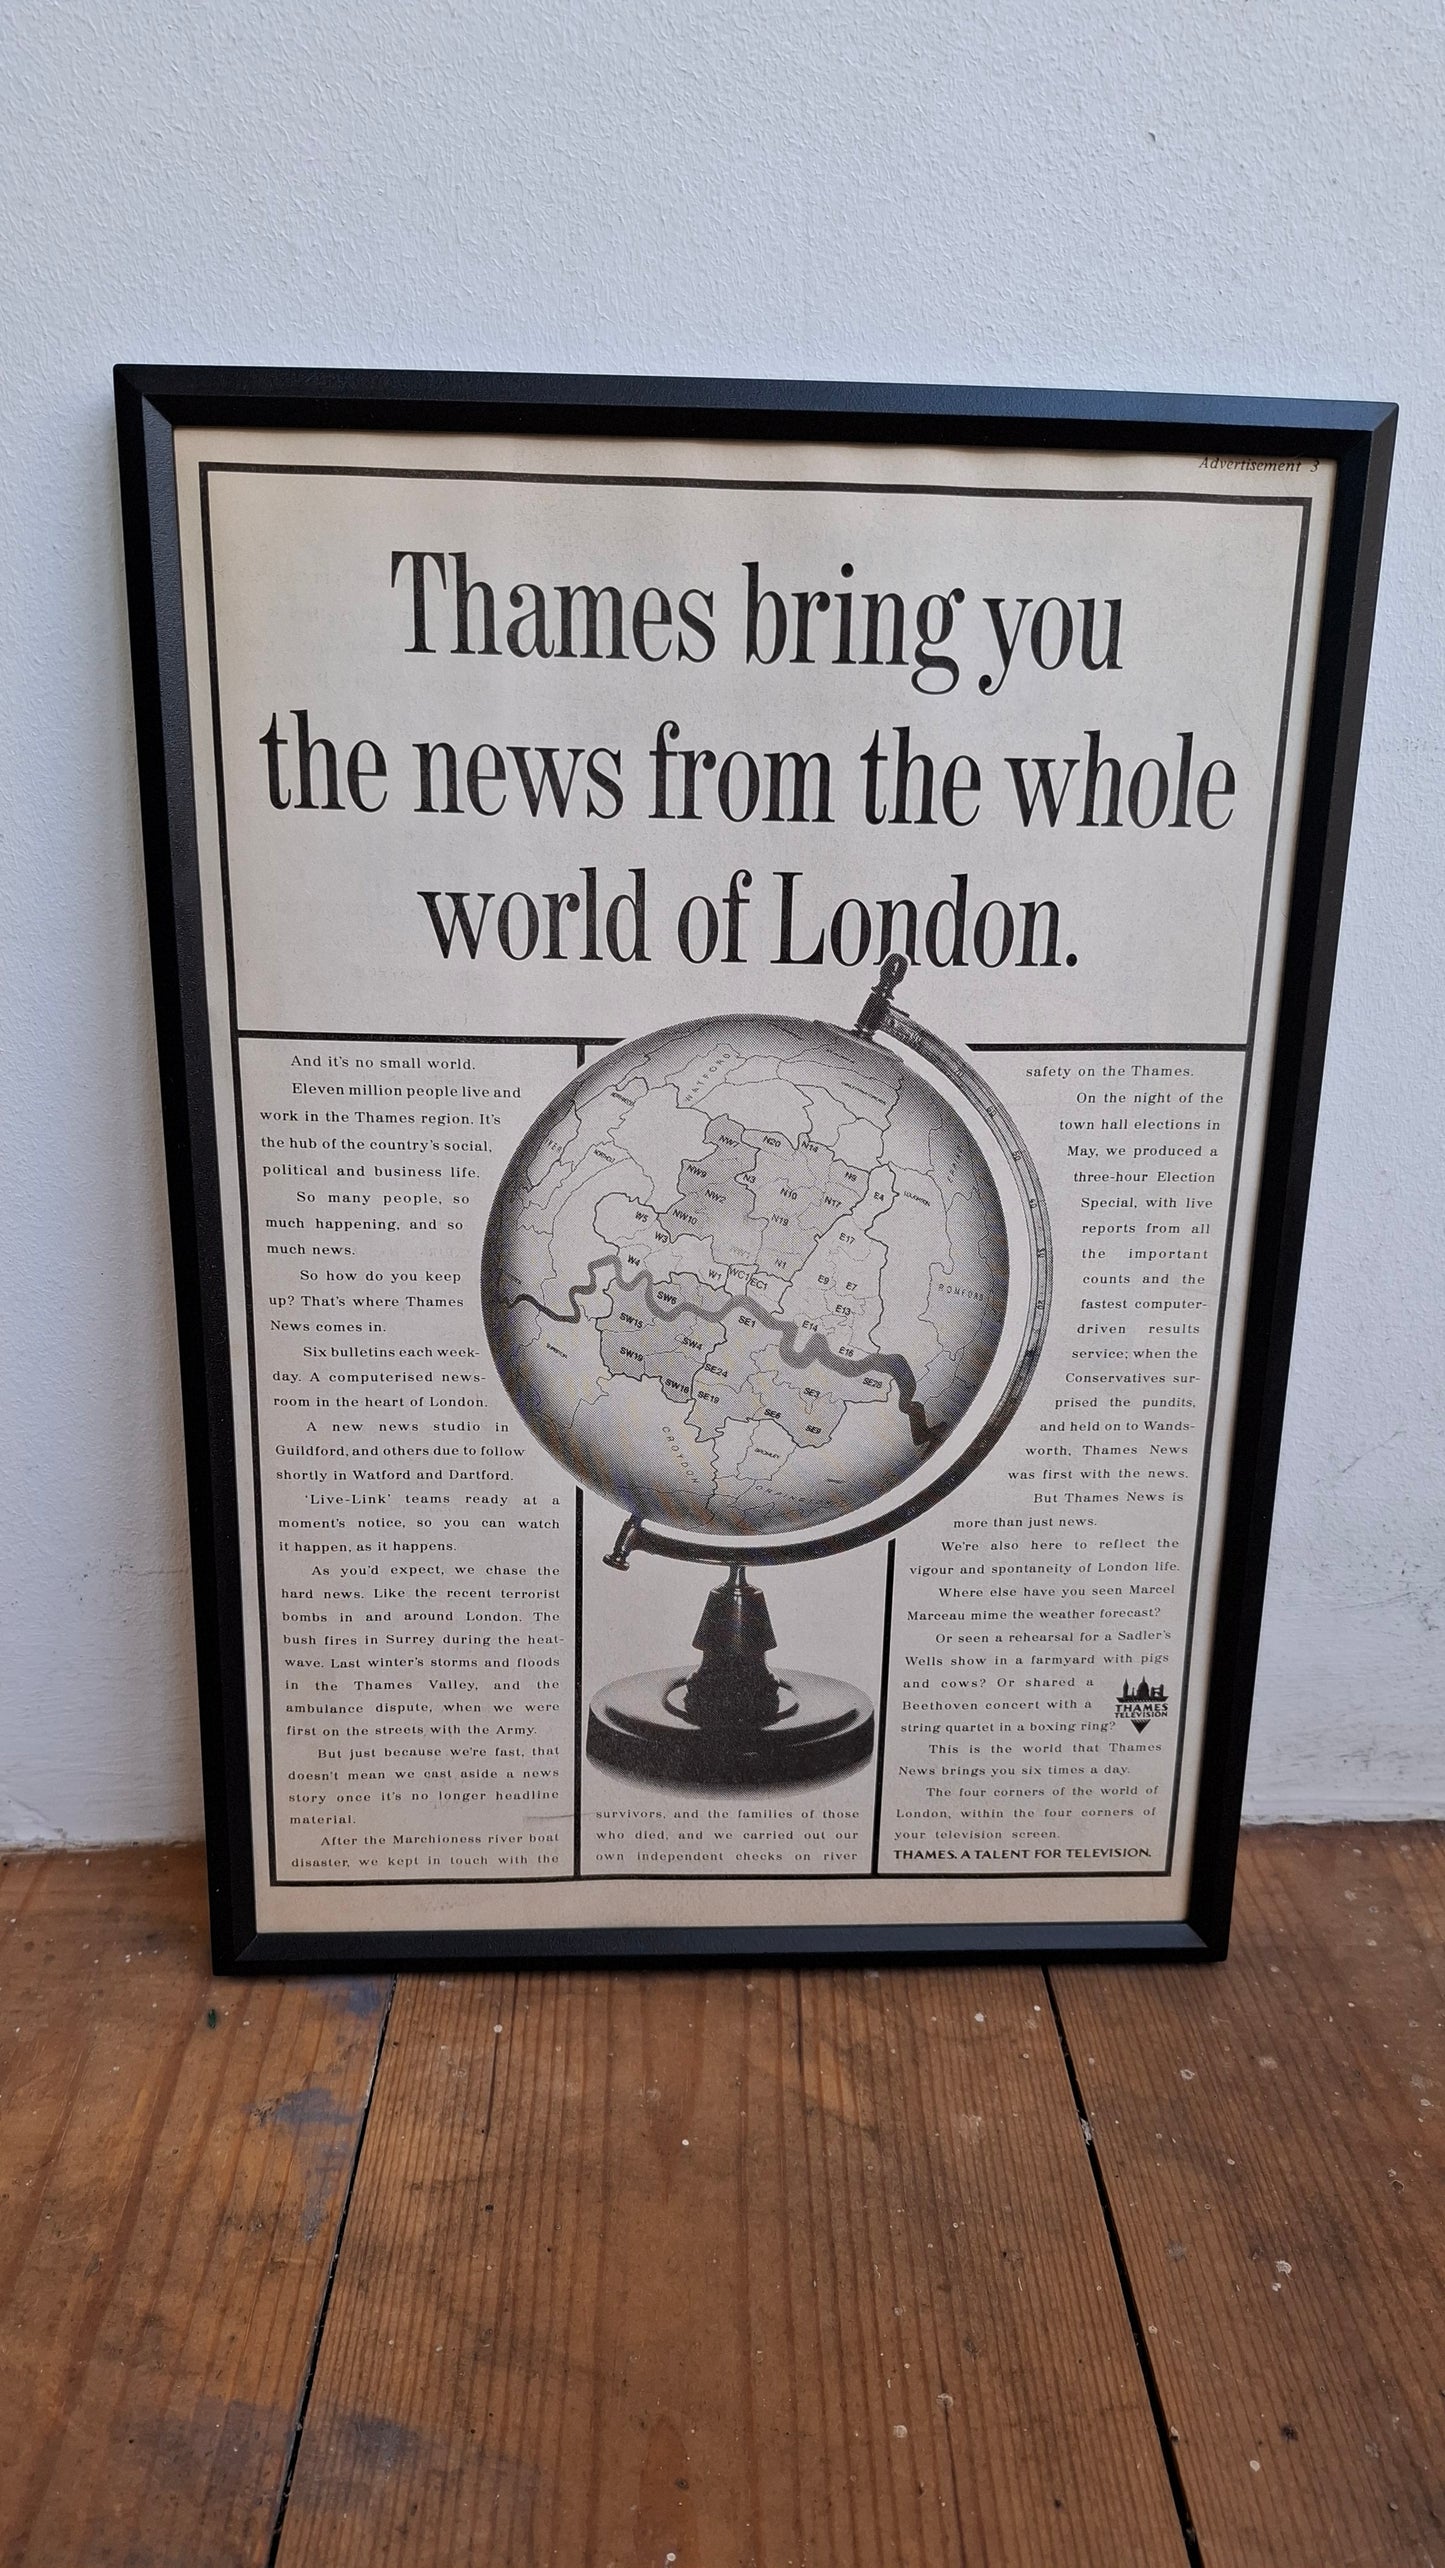 Advertisement 3
Thames bring you
the news from the whole
world of London.
And it's no small world.
Eleven million people live and
work in the Thames region. It's
the hub of the country's social,
political and business life.
So many people, so
much happening, and so
much news.
So how do you keep
up? That's where Thames
News comes in.
Six bulletins each week-
day. A computerised news-
room in the heart of London.
A new news studio in
Guildford, and others due to follow
shortly in Watford and Dartford.
'Live-Link' teams ready at a
moment's notice, so you can watch
it happen, as it happens.
As you'd expect, we chase the
hard news. Like the recent terrorist
bombs in and around London. The
bush fires in Surrey during the heat-
wave. Last winter's storms and floods
in the Thames Valley, and the
ambulance dispute, when we were
first on the streets with the Army.
But just because we're fast, that
doesn't mean we cast aside a news
story once it's no longer headline
material.
After the Marchioness river boat
disaster, we kept in touch with the
survivors, and the families of those
who died, and we carried out our
own independent checks on river
safety on the Thames.
On the night of the
town hall elections in
May, we produced a
three-hour Election
Special, with live
reports from all
the important
counts and the
fastest computer-
driven results
service; when the
Conservatives sur-
prised the pundits,
and held on to Wands-
worth, Thames News
was first with the news.
But Thames News is
more than just news.
We're also here to reflect the
vigour and spontaneity of London life.
Where else have you seen Marcel
Marceau mime the weather forecast?
Or seen a rehearsal for a Sadler's
Wells show in a farmyard with pigs
and cows? Or shared a
Beethoven concert with a
string quartet in a boxing ring?
This is the world that Thames
News brings you six times a day.
The four corners of the world of
London, within the four corners of
your television screen.
THAMES. A TALENT FOR TELEVISION.
THAMES
TELEVISION
WATFORD
NW7
N20
N14
NW9
N3
N9
NW2
N10
N17
E4
LOUGHTON
W5
NW10
N19
E17
W3
W4
W1
WC1
EC1
N1
E9
E7
ROMFORD
SW6
E13
SW15
SE1
E14
SW4
E16
SW19
SE24
SE28
SW16
SE19
SE3
SE6
SE9
CROYDON
BROMLEY
ORPINGTON